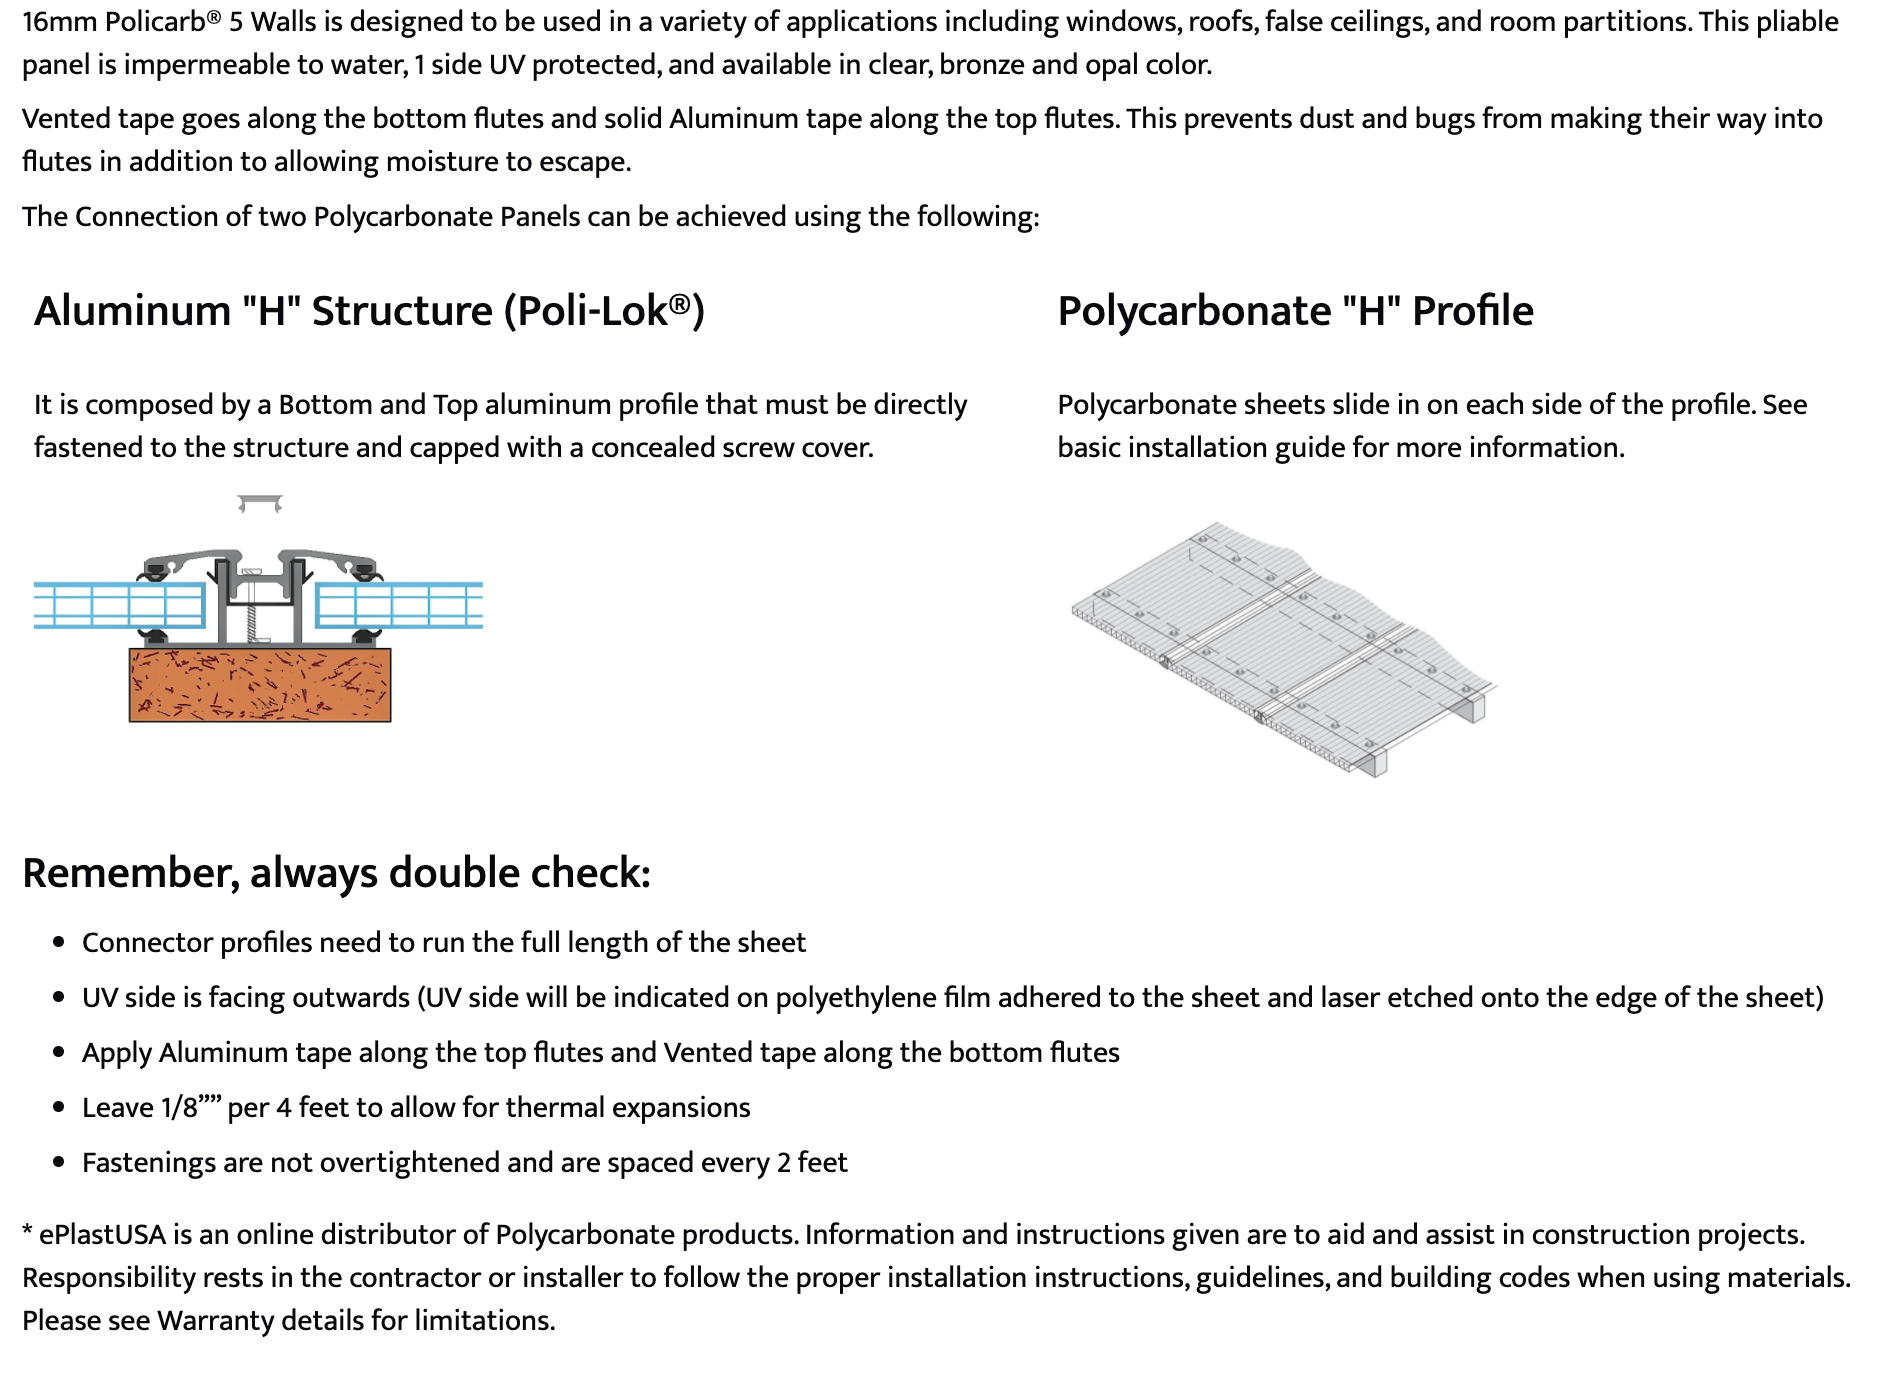 16mm Policarb® 5 Walls is designed to be used in a variety of applications including windows, roofs, false ceilings, and room partitions. This pliable
panel is impermeable to water, 1 side UV protected, and available in clear, bronze and opal color.
Vented tape goes along the bottom flutes and solid Aluminum tape along the top flutes. This prevents dust and bugs from making their way into
flutes in addition to allowing moisture to escape.
The Connection of two Polycarbonate Panels can be achieved using the following:
Aluminum "H" Structure (Poli-Lok®)
It is composed by a Bottom and Top aluminum profile that must be directly
fastened to the structure and capped with a concealed screw cover.
Polycarbonate "H" Profile
Polycarbonate sheets slide in on each side of the profile. See
basic installation guide for more information.
Remember, always double check:
• Connector profiles need to run the full length of the sheet
• UV side is facing outwards (UV side will be indicated on polyethylene film adhered to the sheet and laser etched onto the edge of the sheet)
• Apply Aluminum tape along the top flutes and Vented tape along the bottom flutes
• Leave 1/8”” per 4 feet to allow for thermal expansions
• Fastenings are not overtightened and are spaced every 2 feet
* ePlastUSA is an online distributor of Polycarbonate products. Information and instructions given are to aid and assist in construction projects.
Responsibility rests in the contractor or installer to follow the proper installation instructions, guidelines, and building codes when using materials.
Please see Warranty details for limitations.